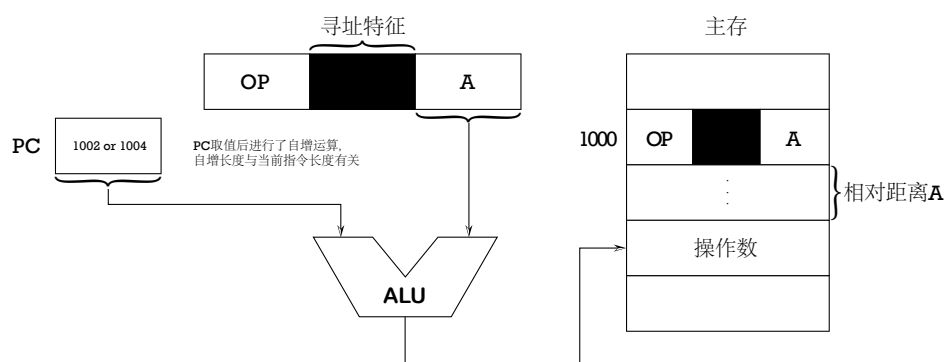 寻址特征
主存
OP
A
1000
OP
A
PC
1002 or 1004
PC取值后进行了自增运算,
自增长度与当前指令长度有关
相对距离A
操作数
ALU